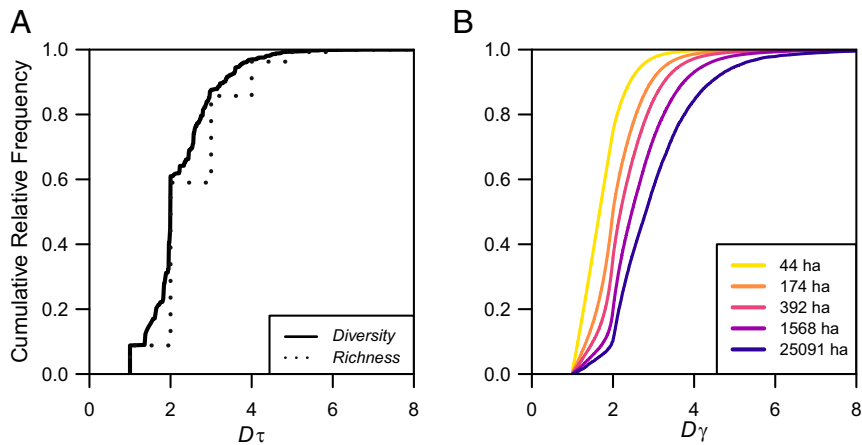 A
Cumulative Relative Frequency
1.0
0.8
0.6
0.4
0.2
0.0
0 2 4 6 8
Dτ
Diversity
Richness
B
1.0
0.8
0.6
0.4
0.2
0.0
0 2 4 6 8
Dγ
44 ha
174 ha
392 ha
1568 ha
25091 ha